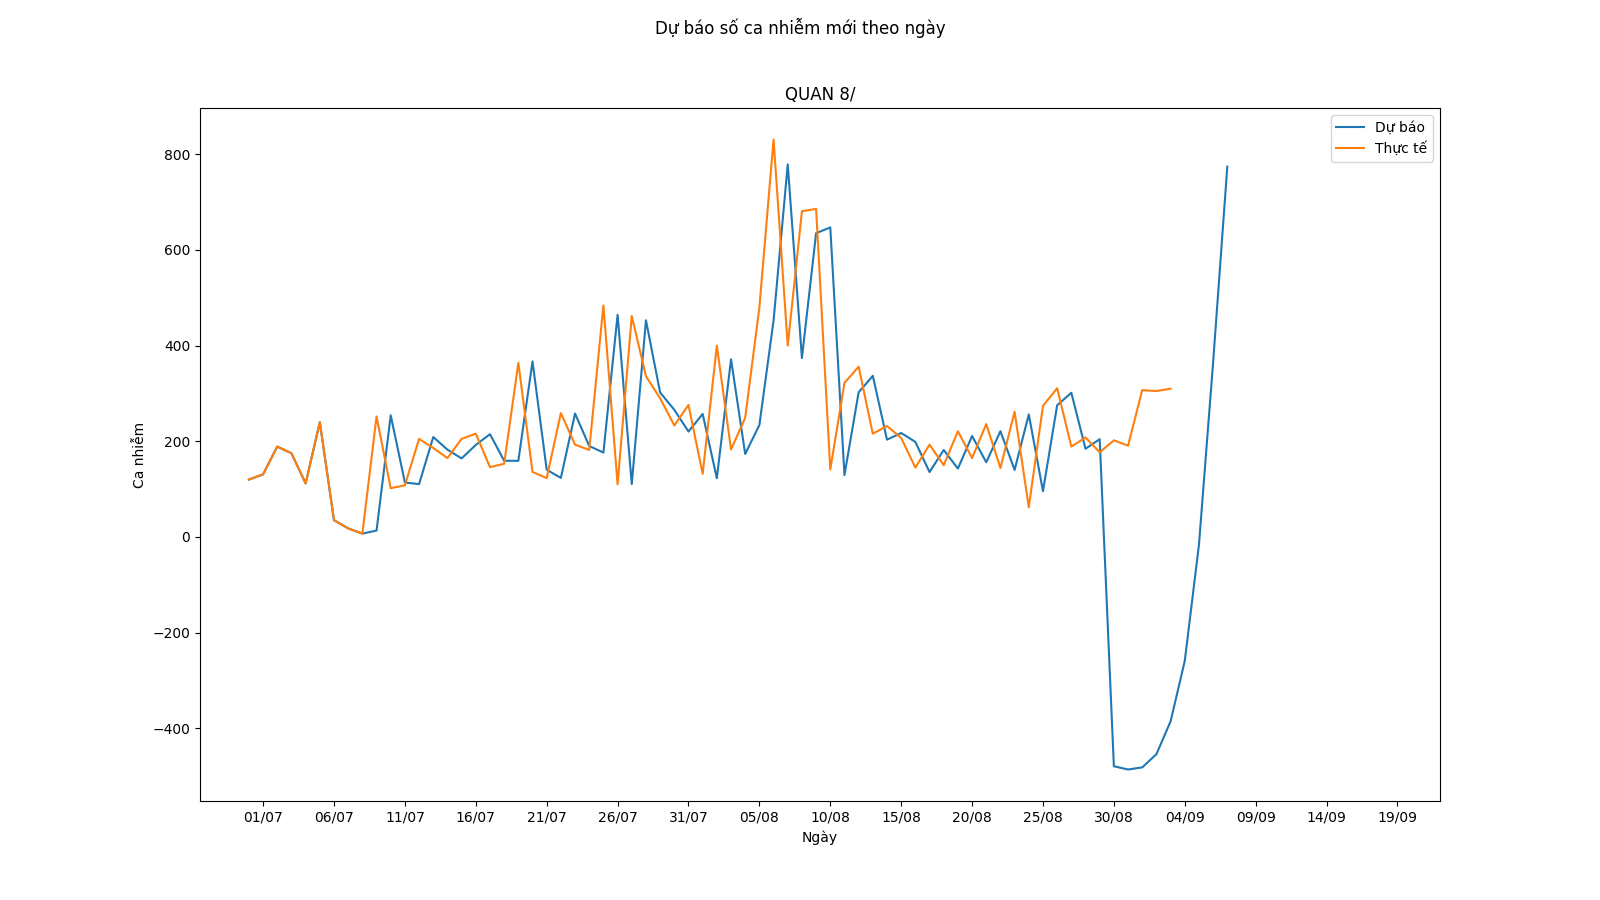 Dự báo số ca nhiễm mới theo ngày
QUAN 8/
Dự báo
Thực tế
800
600
400
200
0
−200
−400
Ca nhiễm
01/07 06/07 11/07 16/07 21/07 26/07 31/07 05/08 10/08 15/08 20/08 25/08 30/08 04/09 09/09 14/09 19/09
Ngày